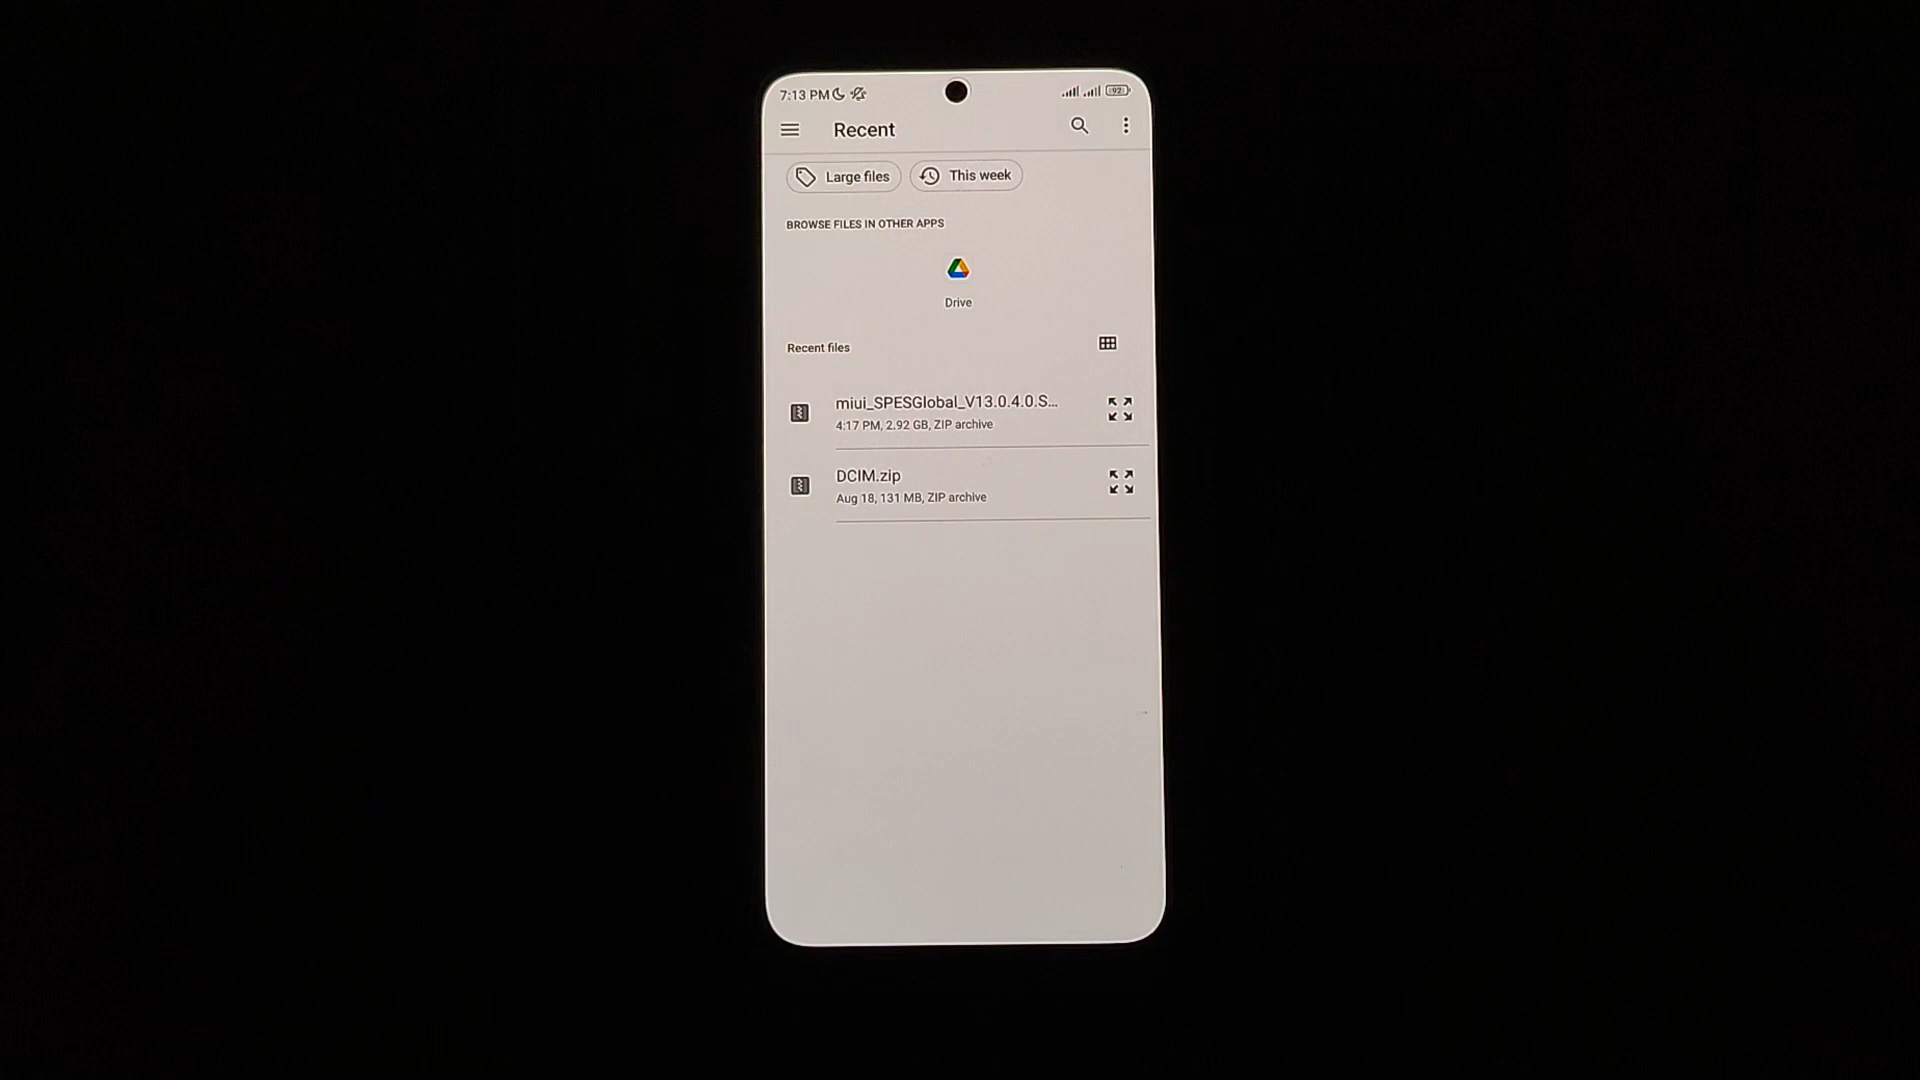 7:13 PM
92
Recent
Large files
This week
BROWSE FILES IN OTHER APPS
Drive
Recent files
miui_SPESGlobal_V13.0.4.0.S...
4:17 PM, 2.92 GB, ZIP archive
DCIM.zip
Aug 18, 131 MB, ZIP archive